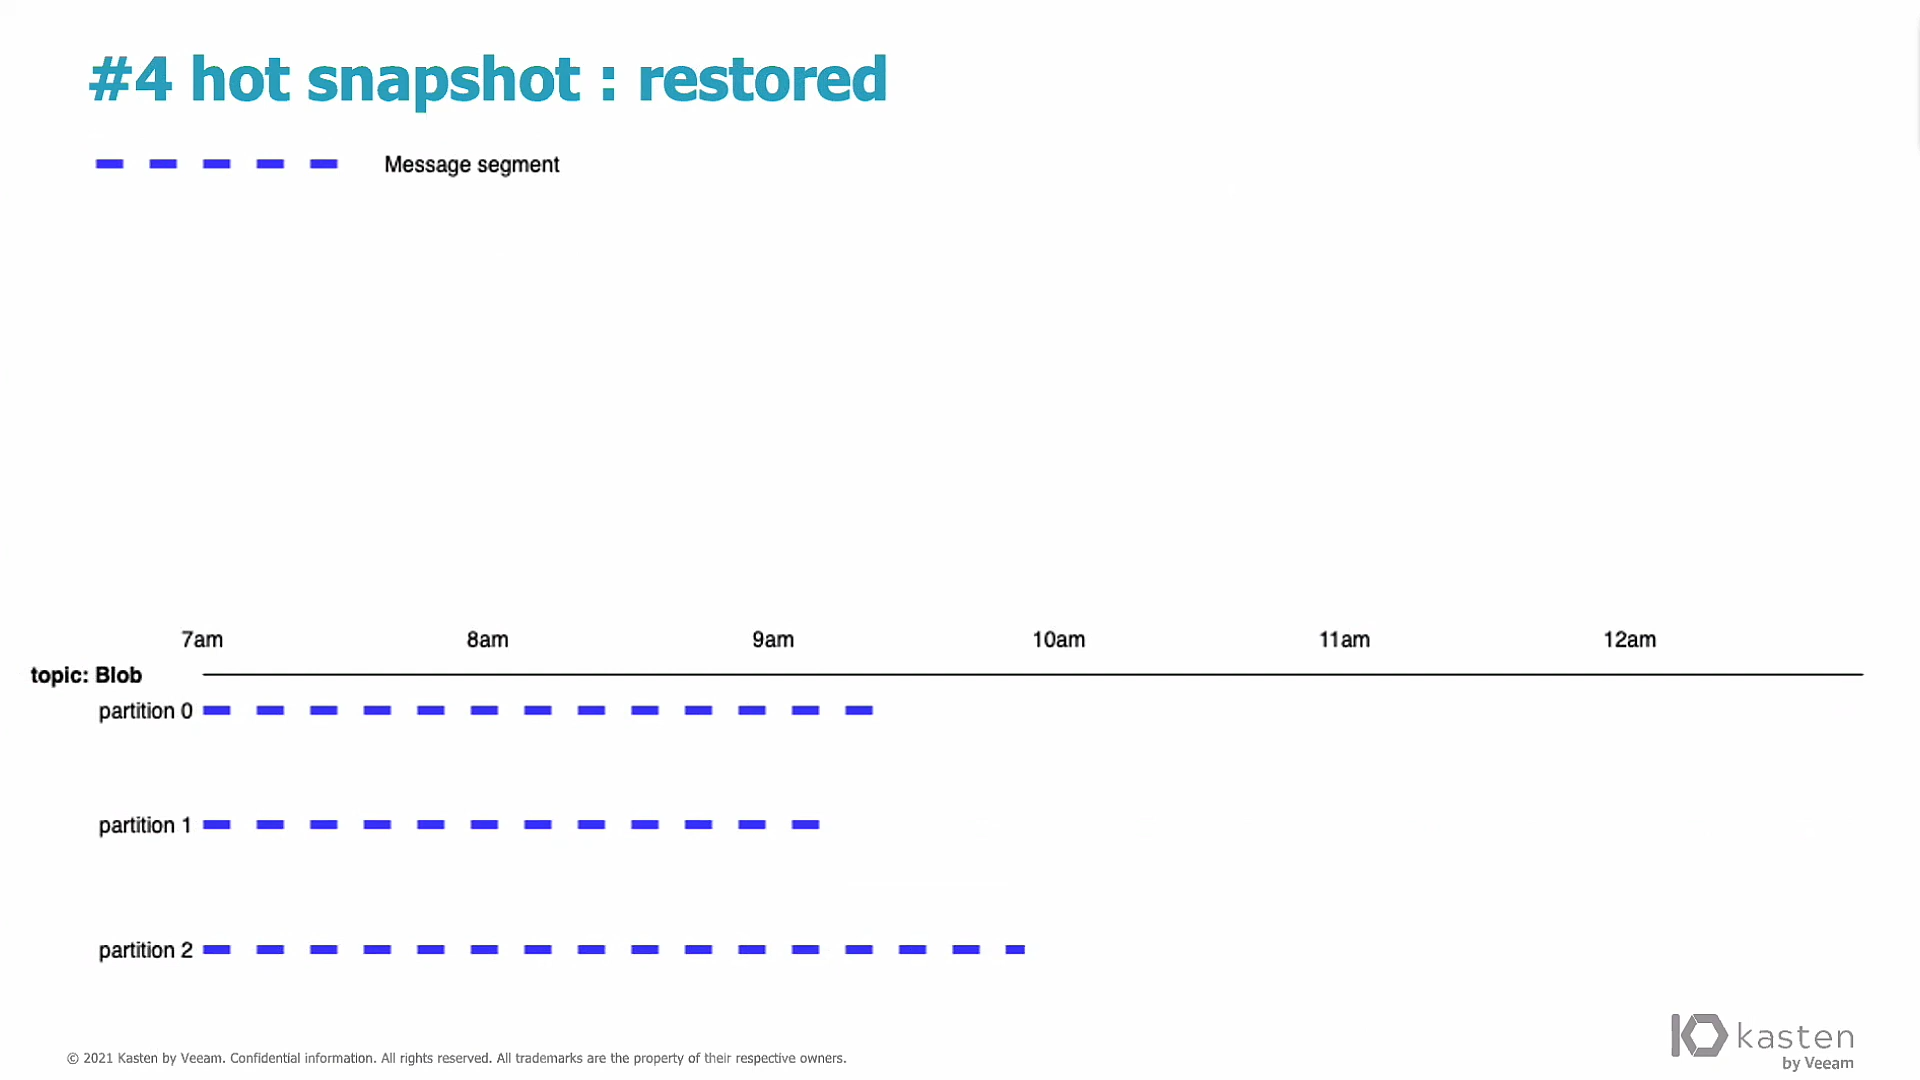 #4 hot snapshot : restored
Message segment
7am 8am 9am 10am 11am 12am
topic: Blob
partition 0
partition 1
partition 2
kasten
by Veeam
© 2021 Kasten by Veeam. Confidential information. All rights reserved. All trademarks are the property of their respective owners.